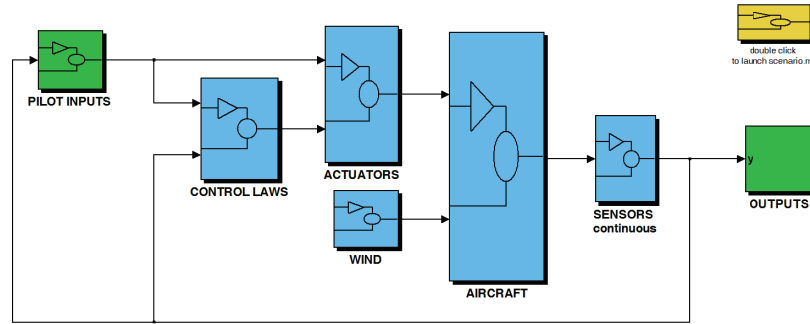 double click
to launch scenario.m
PILOT INPUTS
CONTROL LAWS
ACTUATORS
WIND
AIRCRAFT
SENSORS
continuous
y
OUTPUTS